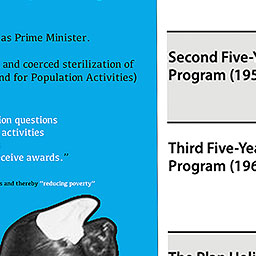 as Prime Minister.
and coerced sterilization of
nd for Population Activities)
ion questions
activities
ceive awards."
s and thereby "reducing poverty"
Second Five-Y
Program (195
Third Five-Yea
Program (196
The Plan Holi